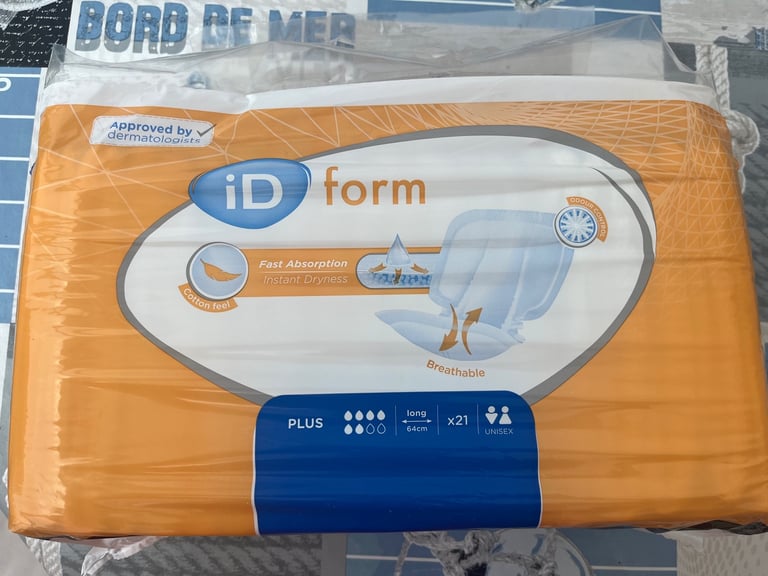 BORD DE MER
Approved by
dermatologists
iD form
ODOUR CONTROL
Fast Absorption
Instant Dryness
Cotton feel
Breathable
PLUS
long
64cm
x21
UNISEX